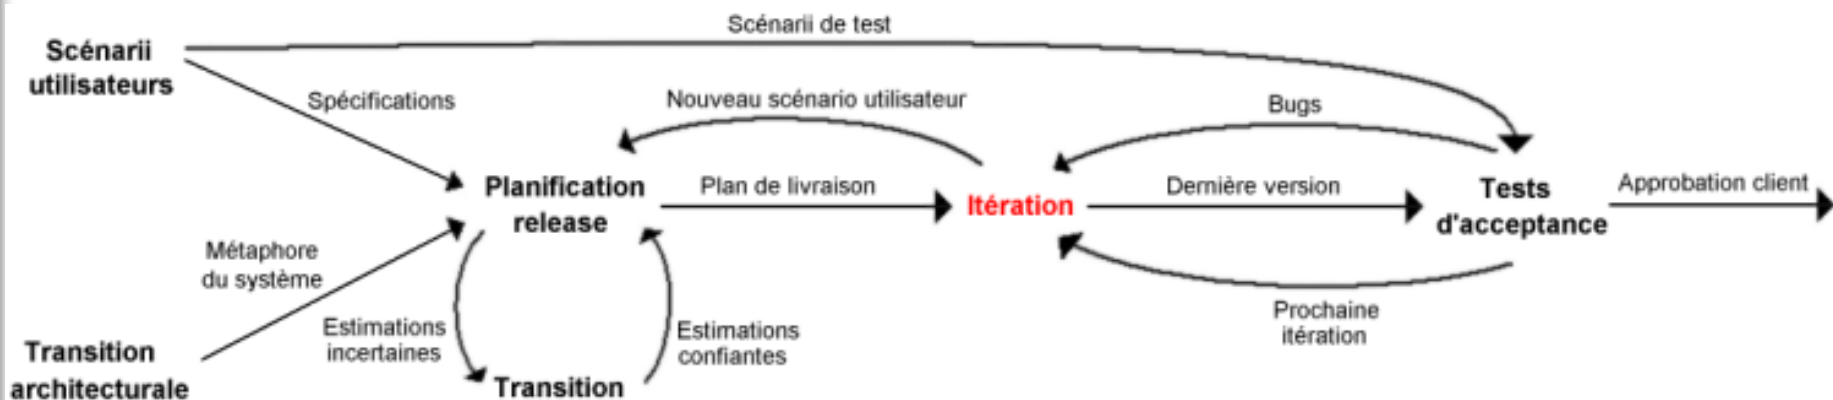 Scénarii de test
Scénarii
utilisateurs
Spécifications
Nouveau scénario utilisateur
Bugs
Planification
release
Plan de livraison
Itération
Dernière version
Tests
d'acceptance
Approbation client
Métaphore
du système
Estimations
incertaines
Estimations
confiantes
Prochaine
itération
Transition
architecturale
Transition